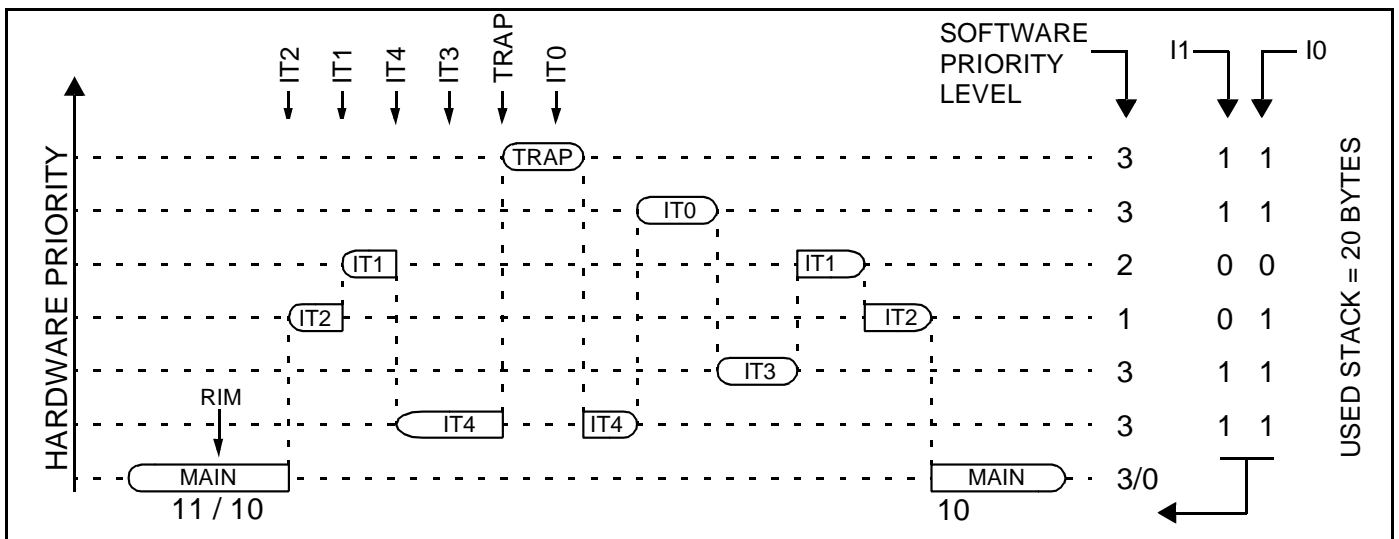 IT2
IT1
IT4
IT3
TRAP
IT0
SOFTWARE
PRIORITY
LEVEL
I1
I0
HARDWARE PRIORITY
USED STACK = 20 BYTES
TRAP
3
1 1
IT0
3
1 1
IT1
IT1
2
0 0
IT2
IT2
1
0 1
IT3
3
1 1
RIM
IT4
IT4
3
1 1
MAIN
MAIN
3/0
11 / 10
10